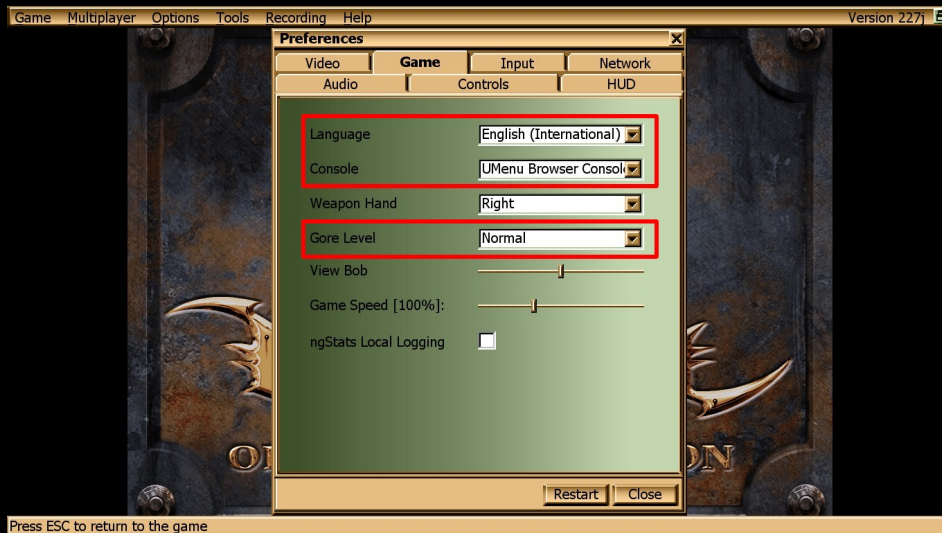 Game Multiplayer Options Tools Recording Help Version 227j
Preferences
Video Game Input Network
Audio Controls HUD
Language English (International)
Console UMenu Browser Consol
Weapon Hand Right
Gore Level Normal
View Bob
Game Speed [100%]:
ngStats Local Logging
Restart Close
Press ESC to return to the game